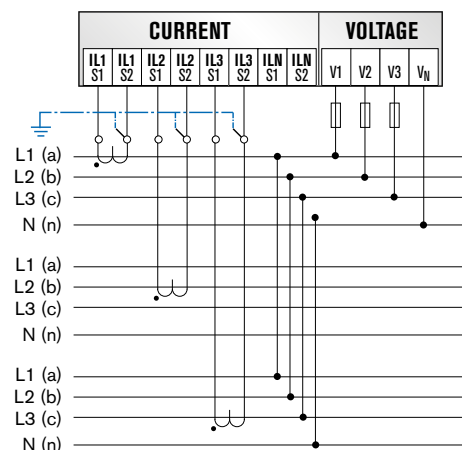 CURRENT VOLTAGE
IL1 IL1 IL2 IL2 IL3 IL3 ILN ILN V1 V2 V3 VN
S1 S2 S1 S2 S1 S2 S1 S2
L1 (a)
L2 (b)
L3 (c)
N (n)
L1 (a)
L2 (b)
L3 (c)
N (n)
L1 (a)
L2 (b)
L3 (c)
N (n)